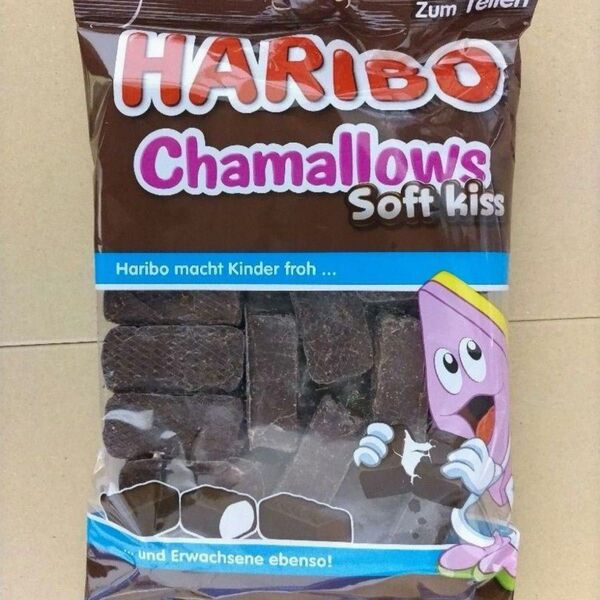 Zum Teilen
HARIBO
Chamallows
Soft kiss
Haribo macht Kinder froh ...
... und Erwachsene ebenso!